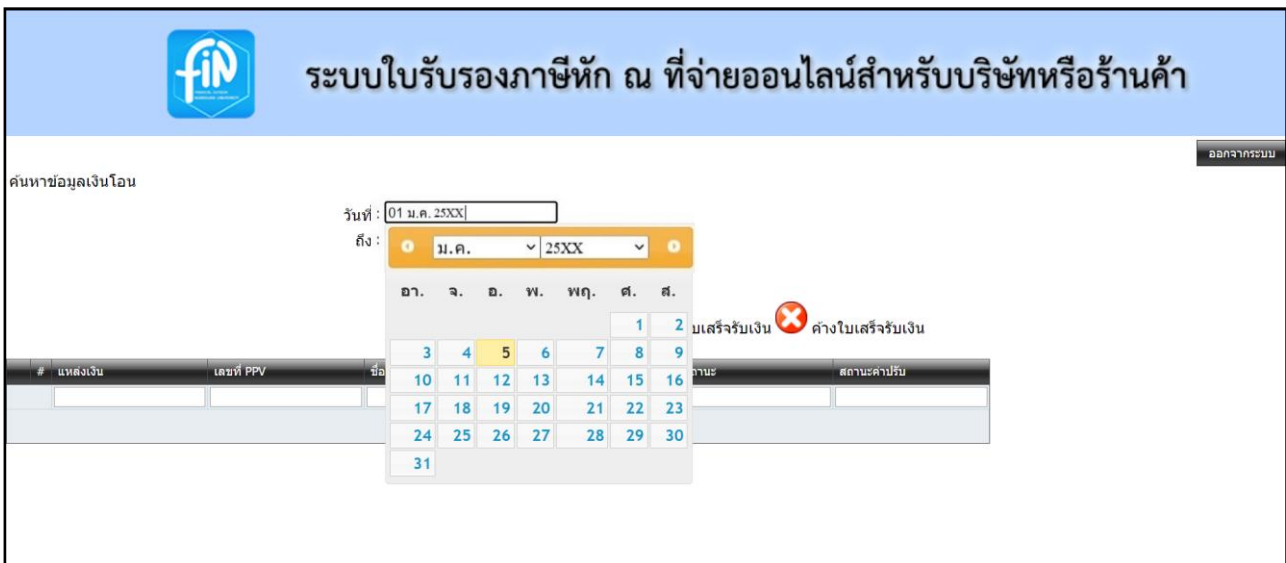 fiN
ระบบใบรับรองภาษีหัก ณ ที่จ่ายออนไลน์สำหรับบริษัทหรือร้านค้า
ออกจากระบบ
ค้นหาข้อมูลเงินโอน
วันที่ : 01 ม.ค. 25XX
ถึง :
ม.ค. 25XX
อา. จ. อ. พ. พฤ. ศ. ส.
1 2
บเสร็จรับเงิน ค้างใบเสร็จรับเงิน
3 4 5 6 7 8 9
# แหล่งเงิน เลขที่ PPV ชื่อ านะ สถานะค่าปรับ
10 11 12 13 14 15 16
17 18 19 20 21 22 23
24 25 26 27 28 29 30
31